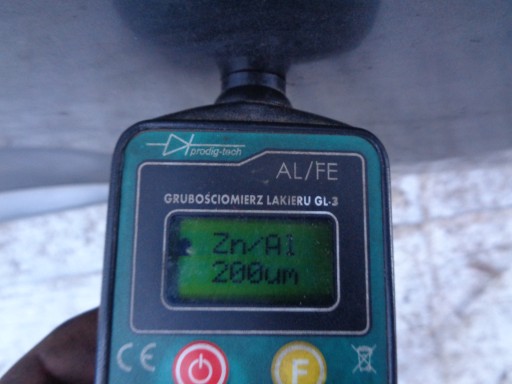 prodig-tech
AL/FE
GRUBOŚCIOMIERZ LAKIERU GL-3
Zn/Al
200um
CE
F